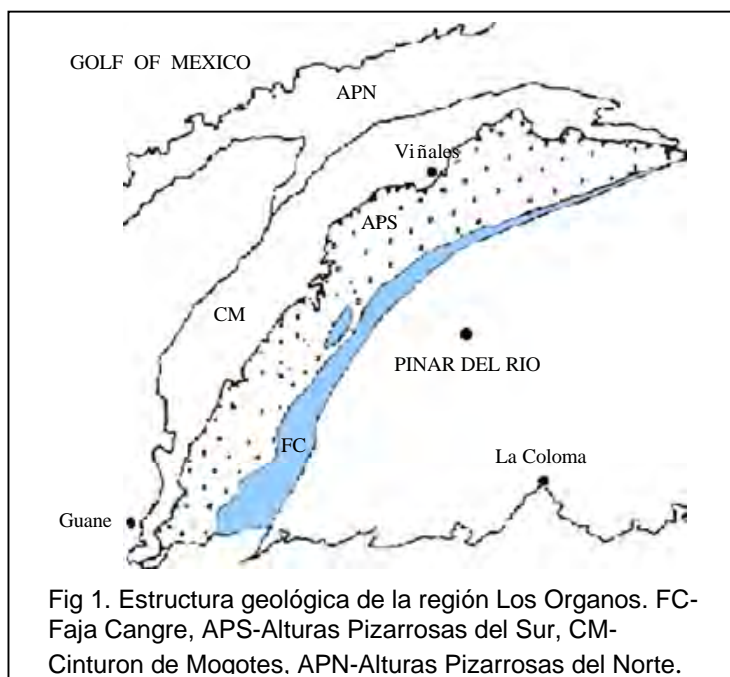 GOLF OF MEXICO
APN
Viñales
APS
CM
PINAR DEL RIO
FC
La Coloma
Guane
Fig 1. Estructura geológica de la región Los Organos. FC-
Faja Cangre, APS-Alturas Pizarrosas del Sur, CM-
Cinturon de Mogotes, APN-Alturas Pizarrosas del Norte.